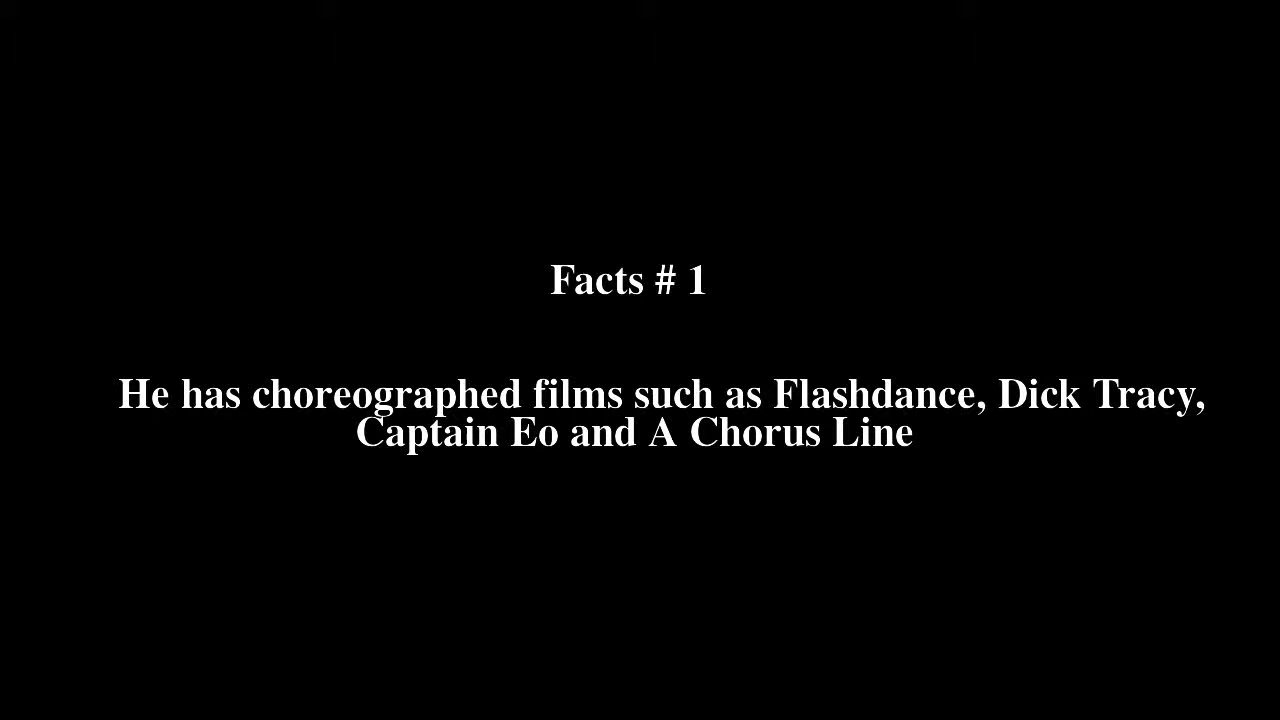 Facts # 1
He has choreographed films such as Flashdance, Dick Tracy,
Captain Eo and A Chorus Line